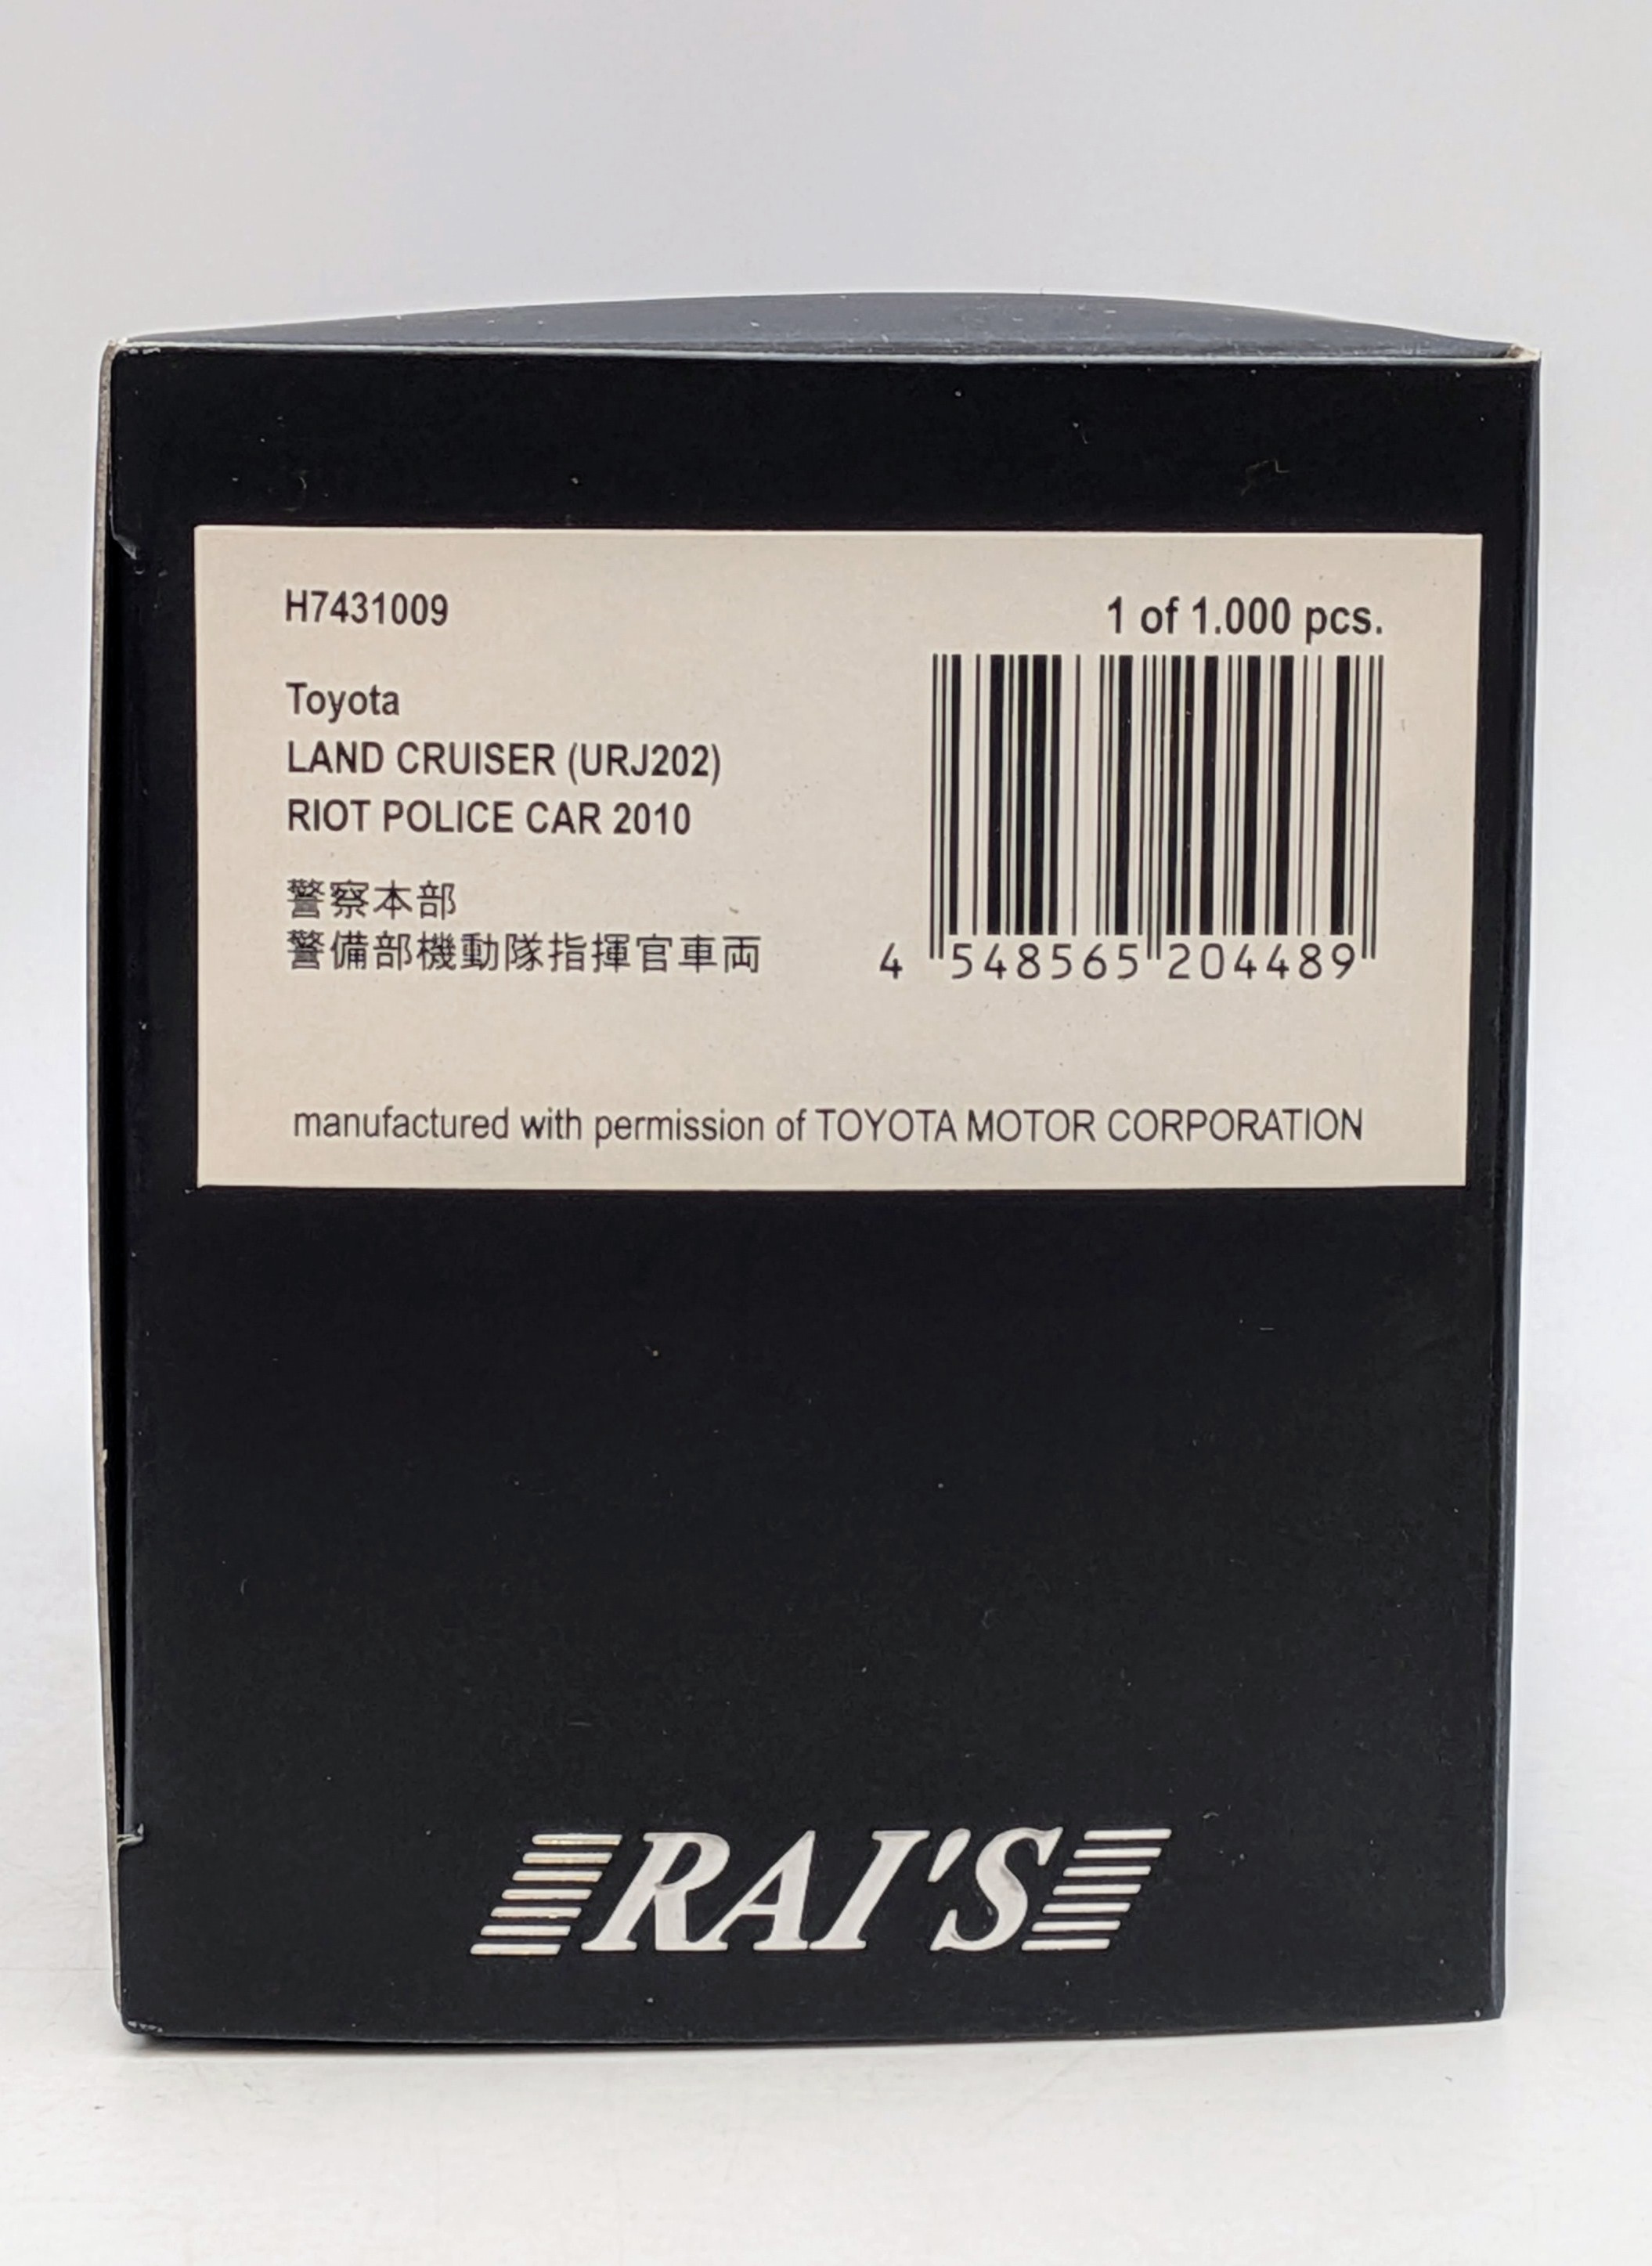 H7431009
1 of 1.000 pcs.
Toyota
LAND CRUISER (URJ202)
RIOT POLICE CAR 2010
警察本部
警備部機動隊指揮官車両
4 548565 204489
manufactured with permission of TOYOTA MOTOR CORPORATION
RAI'S